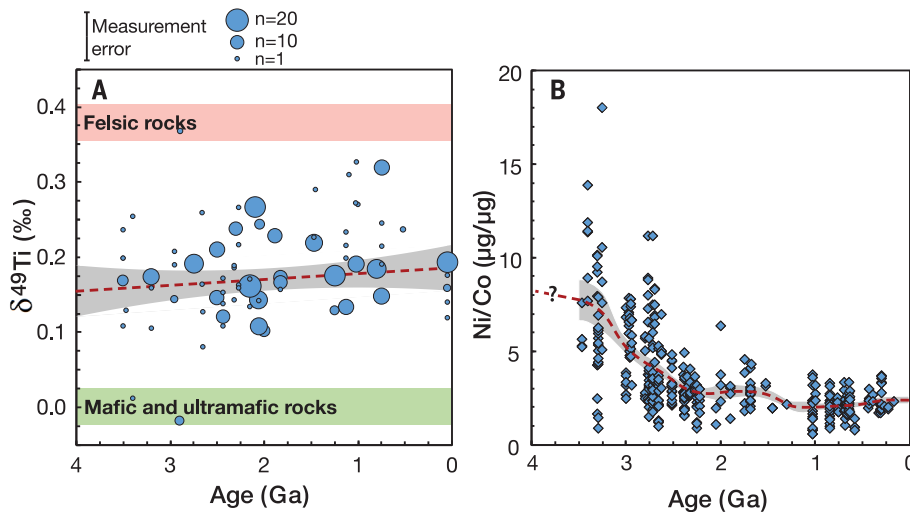 Measurement
error
n=20
n=10
n=1
A
B
Felsic rocks
Mafic and ultramafic rocks
δ⁴⁹Ti (‰)
0.4
0.3
0.2
0.1
0.0
4
3
2
1
0
Age (Ga)
Ni/Co (µg/µg)
20
15
10
5
0
?
4
3
2
1
0
Age (Ga)